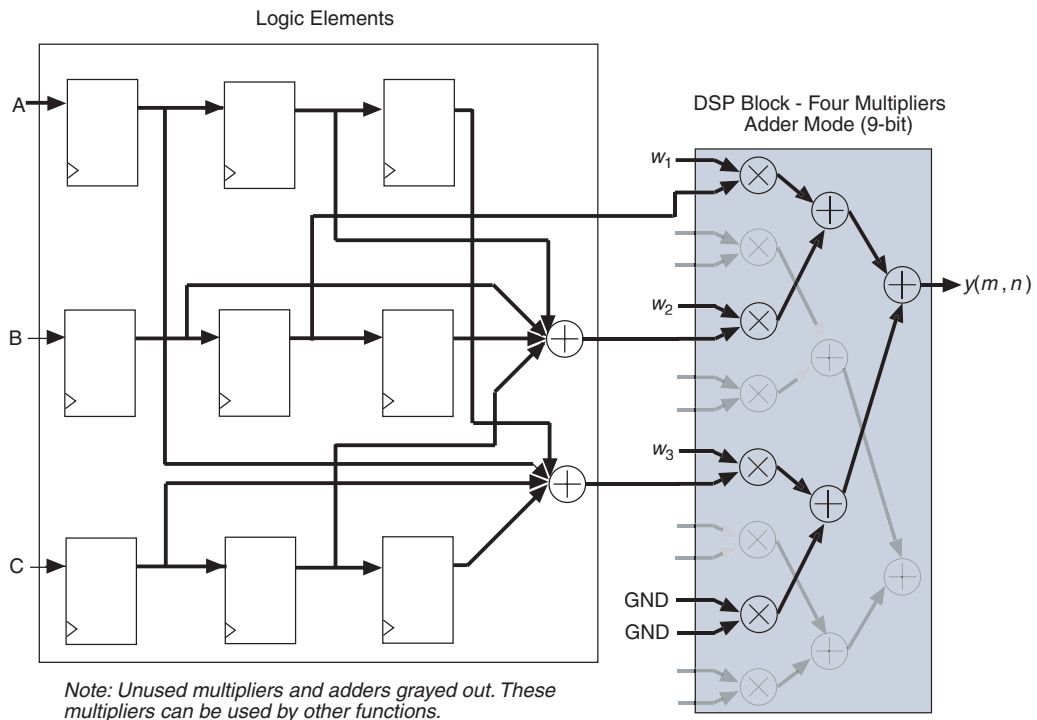 Logic Elements
A
B
C
DSP Block - Four Multipliers
Adder Mode (9-bit)
w1
w2
w3
GND
GND
y(m,n)
Note: Unused multipliers and adders grayed out. These
multipliers can be used by other functions.